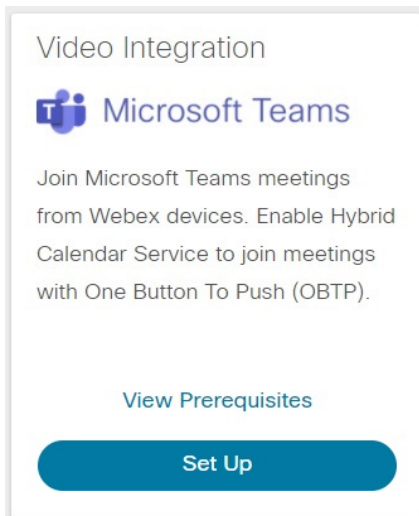 Video Integration
Microsoft Teams
Join Microsoft Teams meetings
from Webex devices. Enable Hybrid
Calendar Service to join meetings
with One Button To Push (OBTP).
View Prerequisites
Set Up